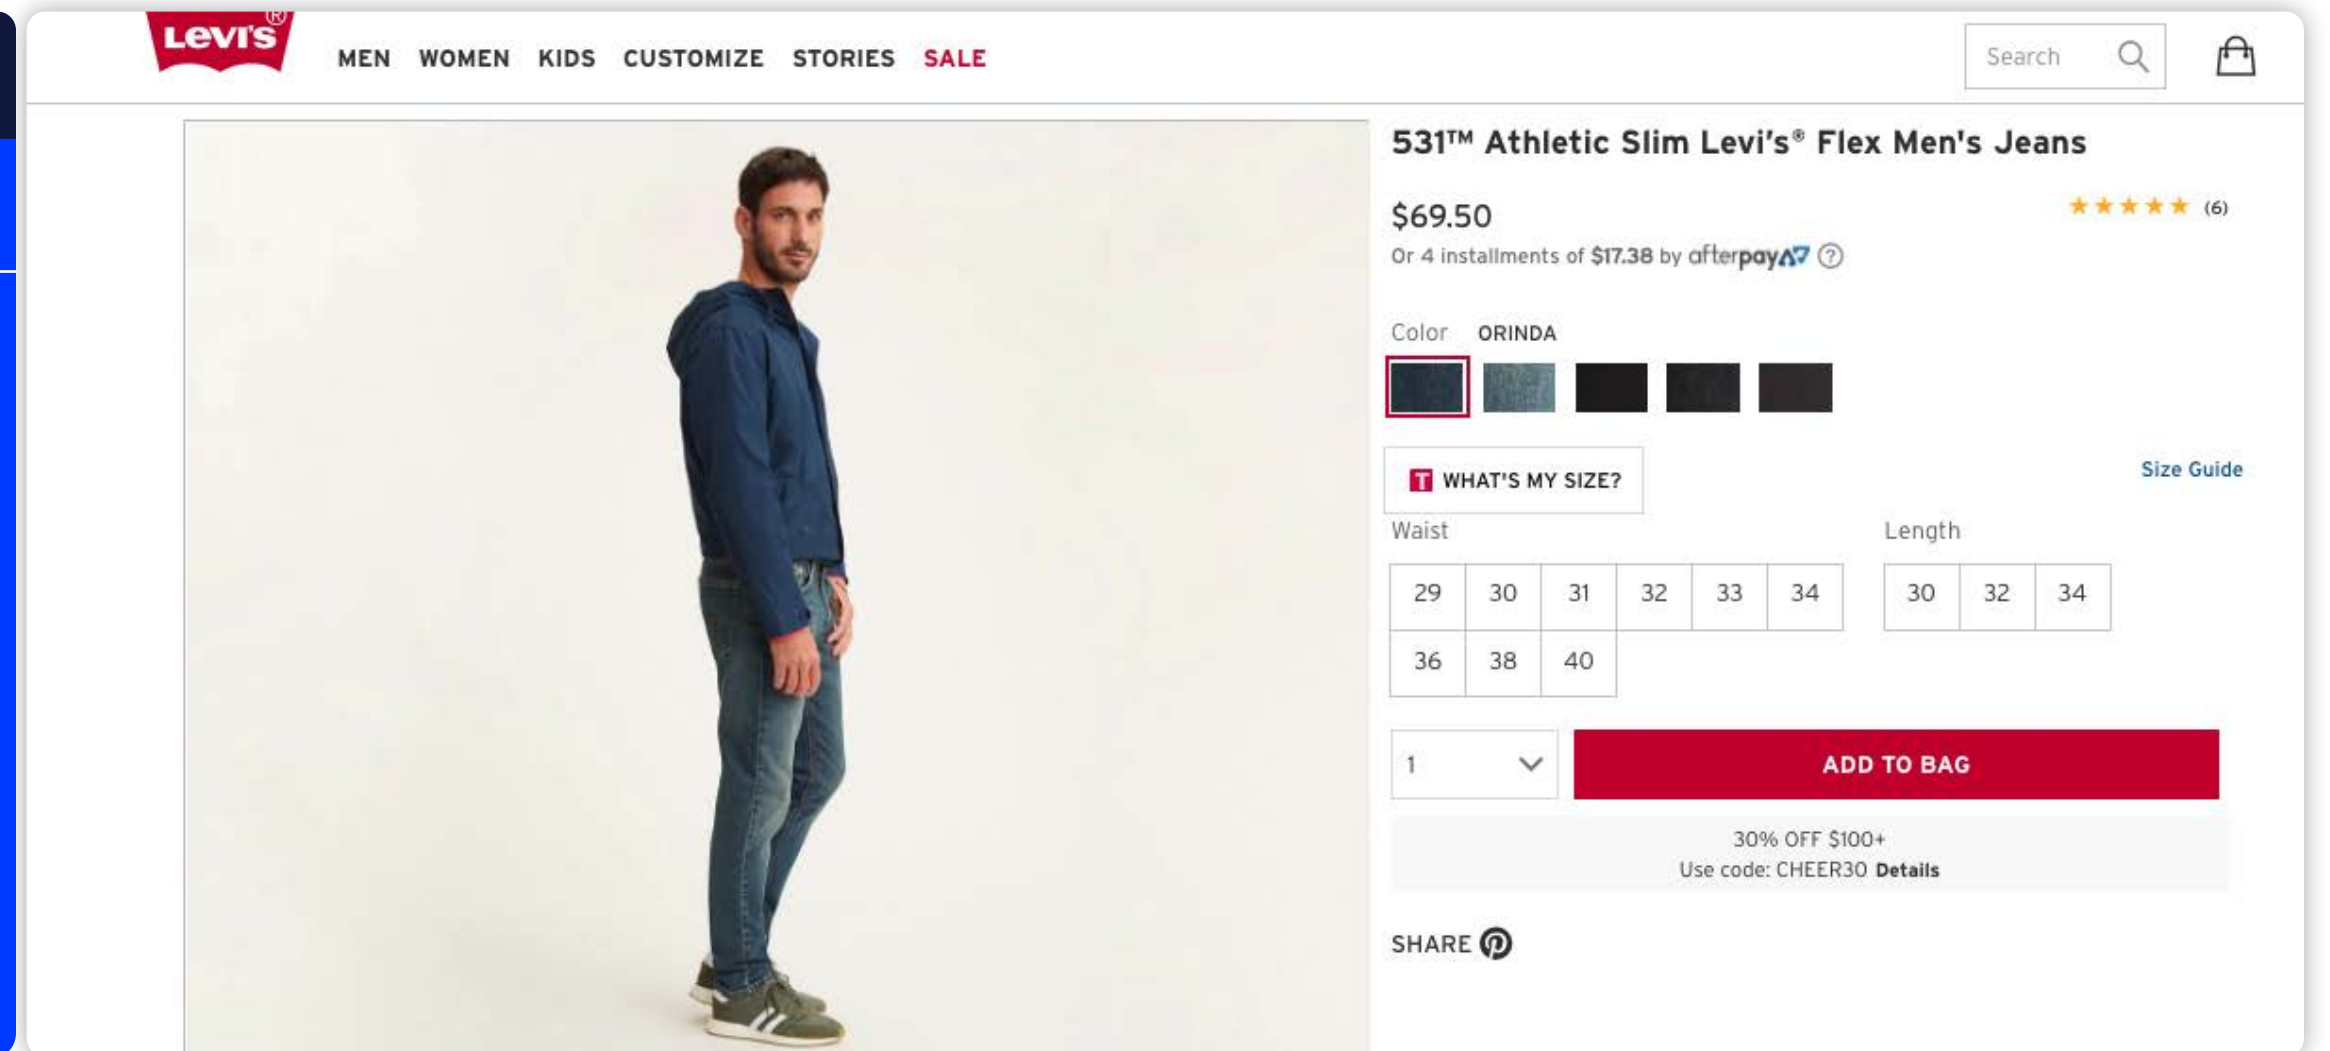 LEVI'S®
MEN WOMEN KIDS CUSTOMIZE STORIES SALE
Search
531™ Athletic Slim Levi's® Flex Men's Jeans
$69.50
(6)
Or 4 installments of $17.38 by afterpay ?
Color ORINDA
T WHAT'S MY SIZE?
Size Guide
Waist
29 30 31 32 33 34
36 38 40
Length
30 32 34
1
ADD TO BAG
30% OFF $100+
Use code: CHEER30 Details
SHARE